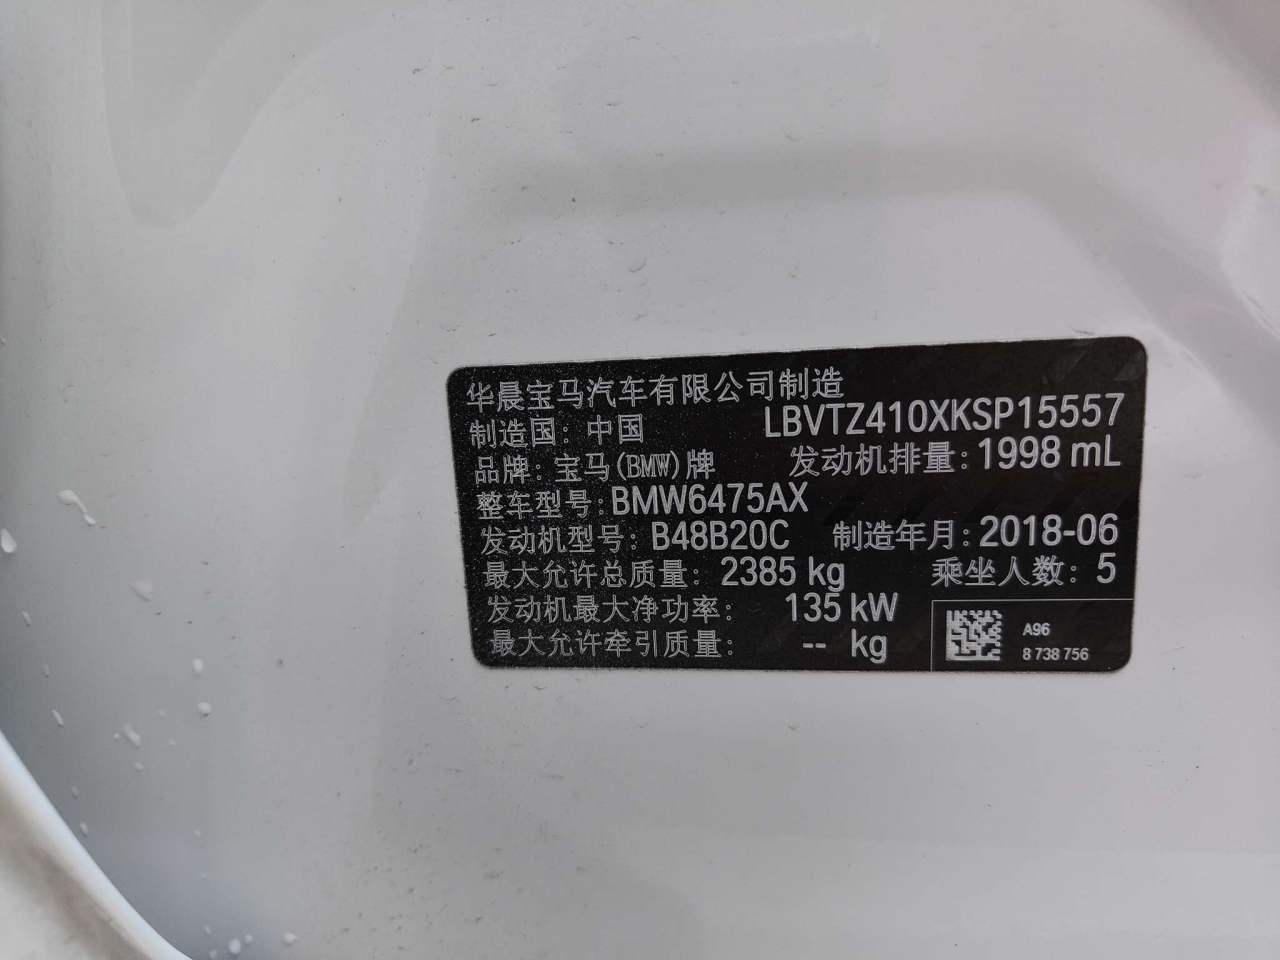 华晨宝马汽车有限公司制造
制造国：中国 LBVTZ410XKSP15557
品牌：宝马(BMW)牌 发动机排量：1998 mL
整车型号：BMW6475AX
发动机型号：B48B20C 制造年月：2018-06
最大允许总质量：2385 kg 乘坐人数：5
发动机最大净功率：135 kW
最大允许牵引质量：-- kg
A96
8 738 756